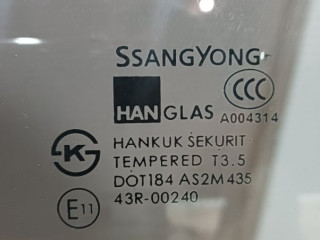 SSANGYONG
HANGLAS
CCC
A004314
HANKUK SEKURIT
K S
TEMPERED T3.5
DOT184 AS2M435
E11
43R-00240